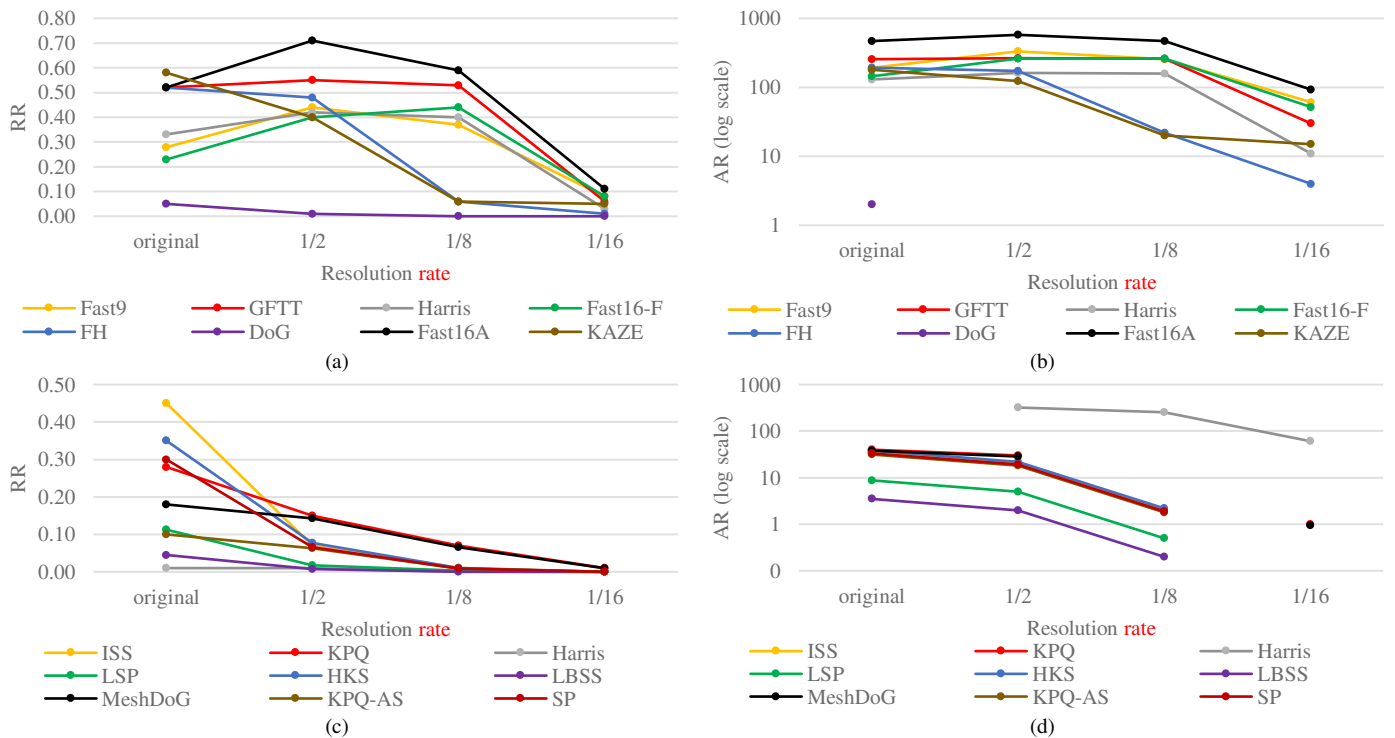 0.80
0.70
0.60
0.50
0.40
0.30
0.20
0.10
0.00
RR
original 1/2 1/8 1/16
Resolution rate
Fast9 GFTT Harris Fast16-F
FH DoG Fast16A KAZE
(a)
1000
100
10
1
AR (log scale)
original 1/2 1/8 1/16
Resolution rate
Fast9 GFTT Harris Fast16-F
FH DoG Fast16A KAZE
(b)
0.50
0.40
0.30
0.20
0.10
0.00
RR
original 1/2 1/8 1/16
Resolution rate
ISS KPQ Harris
LSP HKS LBSS
MeshDoG KPQ-AS SP
(c)
1000
100
10
1
0
AR (log scale)
original 1/2 1/8 1/16
Resolution rate
ISS KPQ Harris
LSP HKS LBSS
MeshDoG KPQ-AS SP
(d)